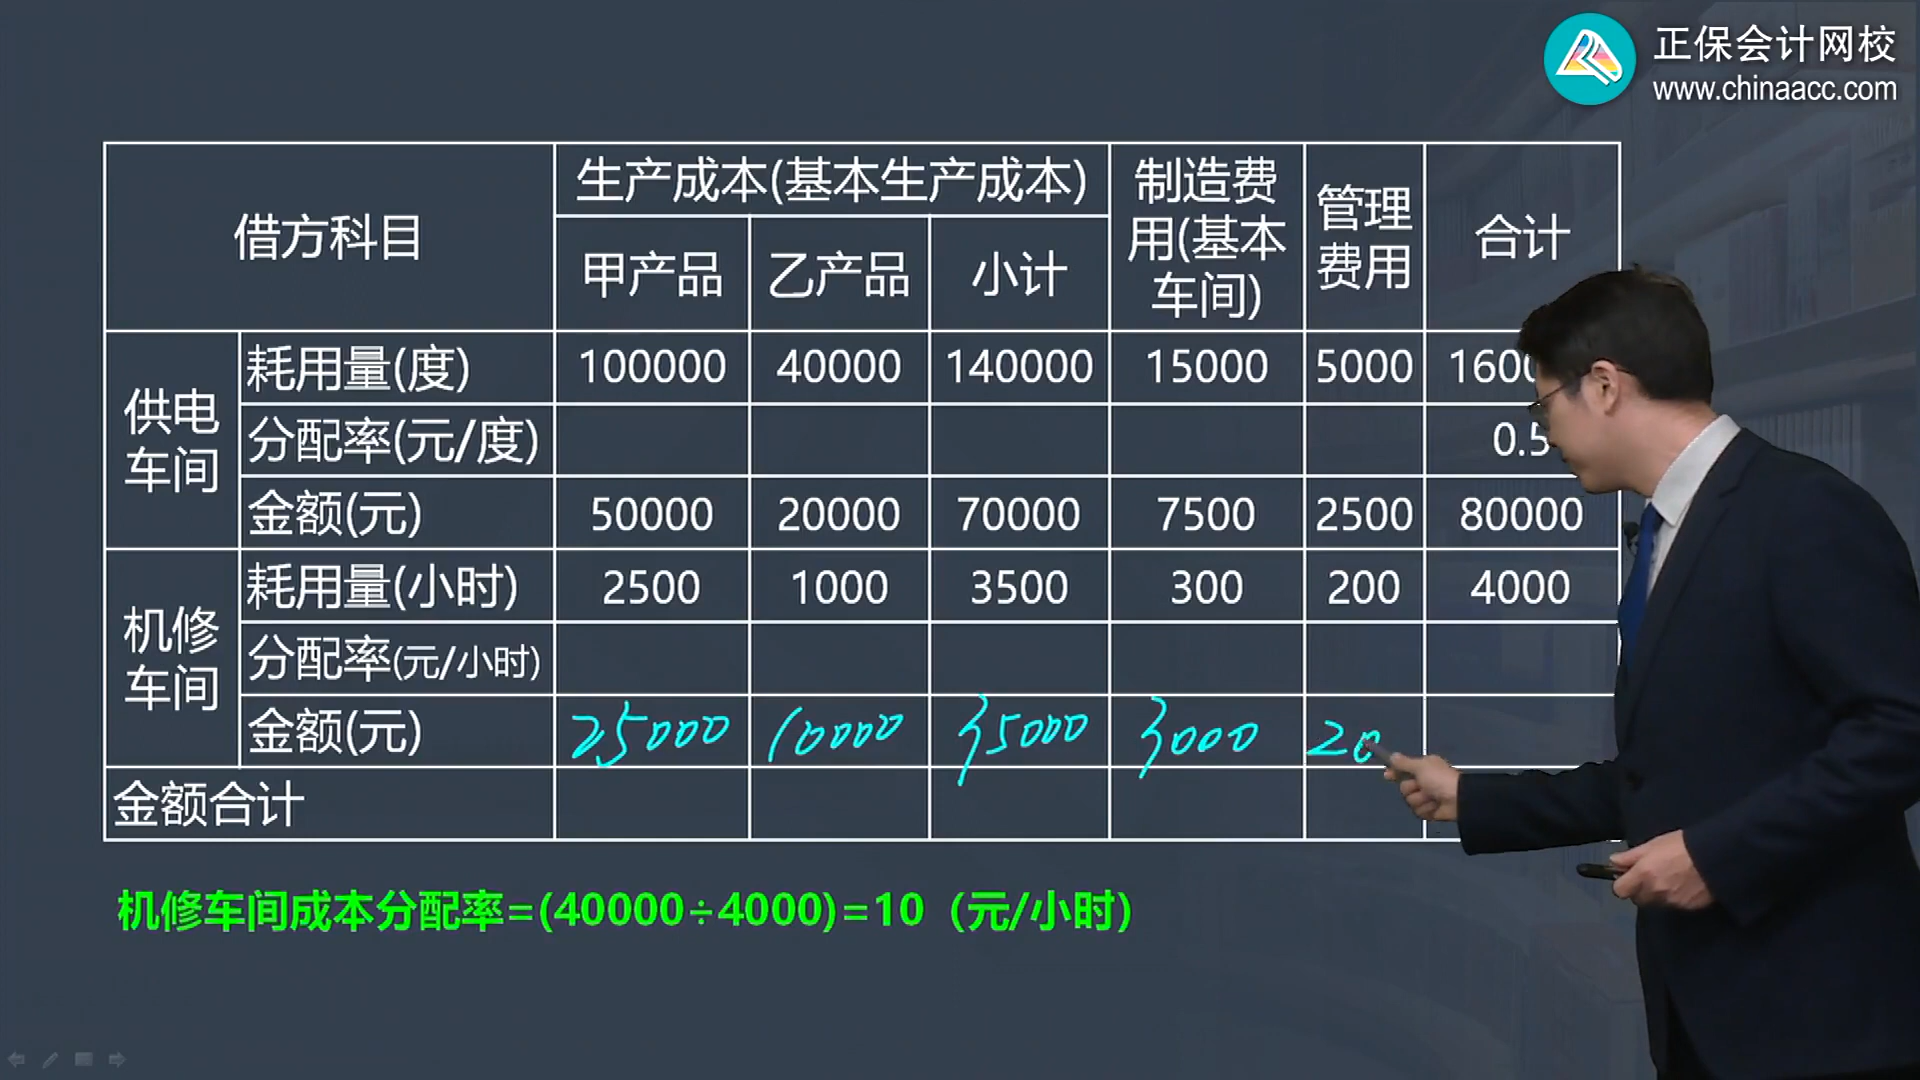 正保会计网校
www.chinaacc.com
借方科目 生产成本(基本生产成本) 制造费用(基本车间) 管理费用 合计
甲产品 乙产品 小计
供电车间 耗用量(度) 100000 40000 140000 15000 5000 160
分配率(元/度) 0.5
金额(元) 50000 20000 70000 7500 2500 80000
机修车间 耗用量(小时) 2500 1000 3500 300 200 4000
分配率(元/小时)
金额(元) 25000 10000 35000 3000 20
金额合计
机修车间成本分配率=(40000÷4000)=10（元/小时）